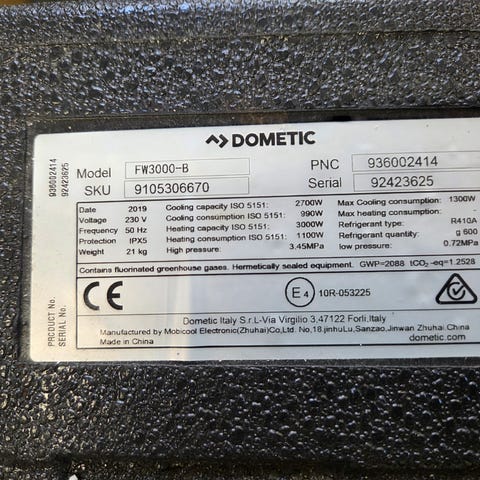 DOMETIC
Model FW3000-B PNC 936002414
SKU 9105306670 Serial 92423625
Date 2019 Cooling capacity ISO 5151: 2700W Max Cooling consumption: 1300W
Voltage 230 V Cooling consumption ISO 5151: 990W Max heating consumption: -
Frequency 50 Hz Heating capacity ISO 5151: 3000W Refrigerant type: R410A
Protection IPX5 Heating consumption ISO 5151: 1100W Refrigerant quantity: g 600
Weight 21 kg High pressure: 3.45MPa low pressure: 0.72MPa
Contains fluorinated greenhouse gases. Hermetically sealed equipment. GWP=2088 tCO2 -eq=1.2528
CE E4 10R-053225
Dometic Italy S.r.L-Via Virgilio 3,47122 Forli,Italy
Manufactured by Mobicool Electronic(Zhuhai)Co,Ltd. No,18,jinhuLu, Sanzao,Jinwan Zhuhai.China
Made in China dometic.com
PRODUCT No. 936002414
SERIAL No. 92423625